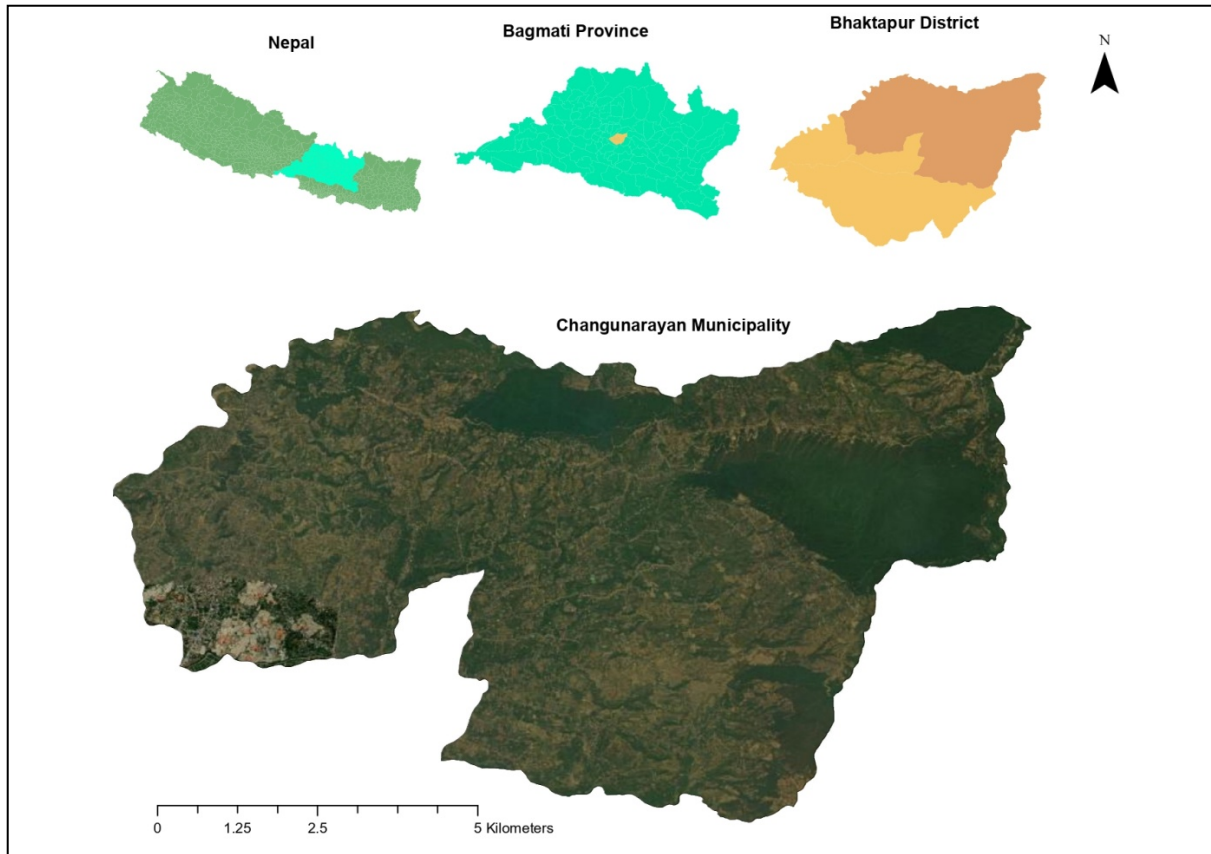 Nepal
Bagmati Province
Bhaktapur District
N
Changunarayan Municipality
0 1.25 2.5 5 Kilometers